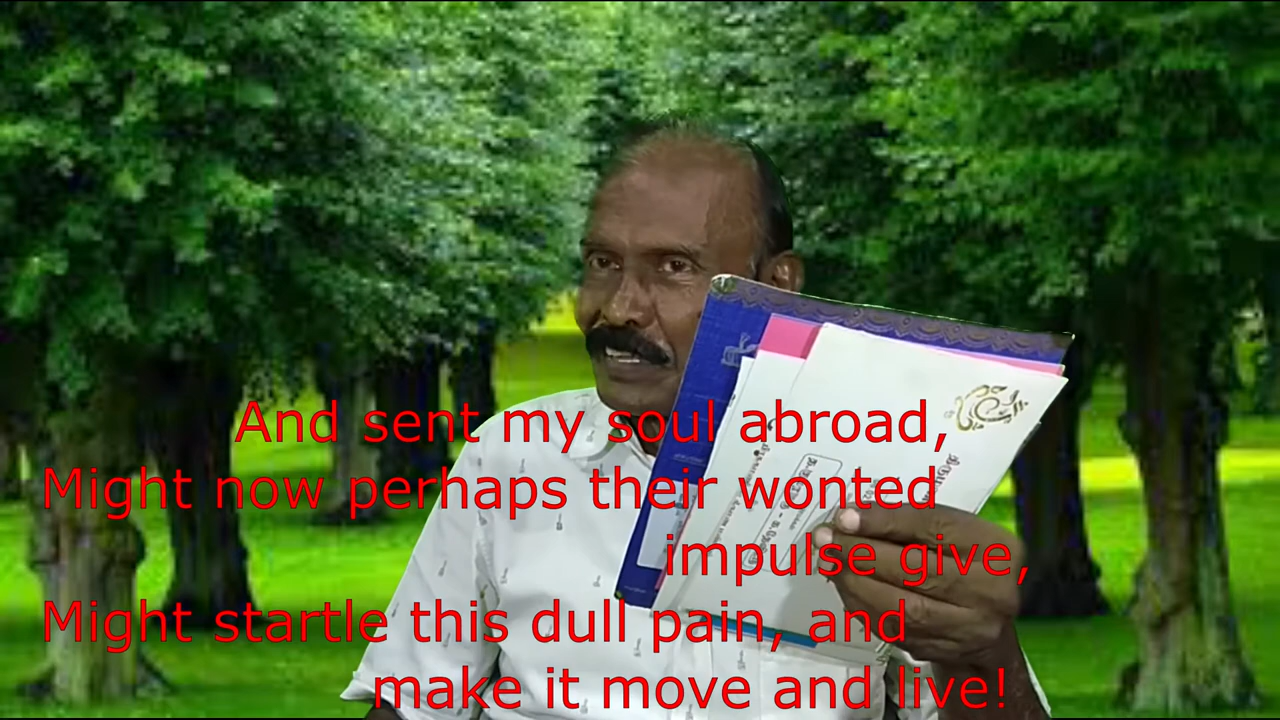 And sent my soul abroad,
Might now perhaps their wonted
impulse give,
Might startle this dull pain, and
make it move and live!